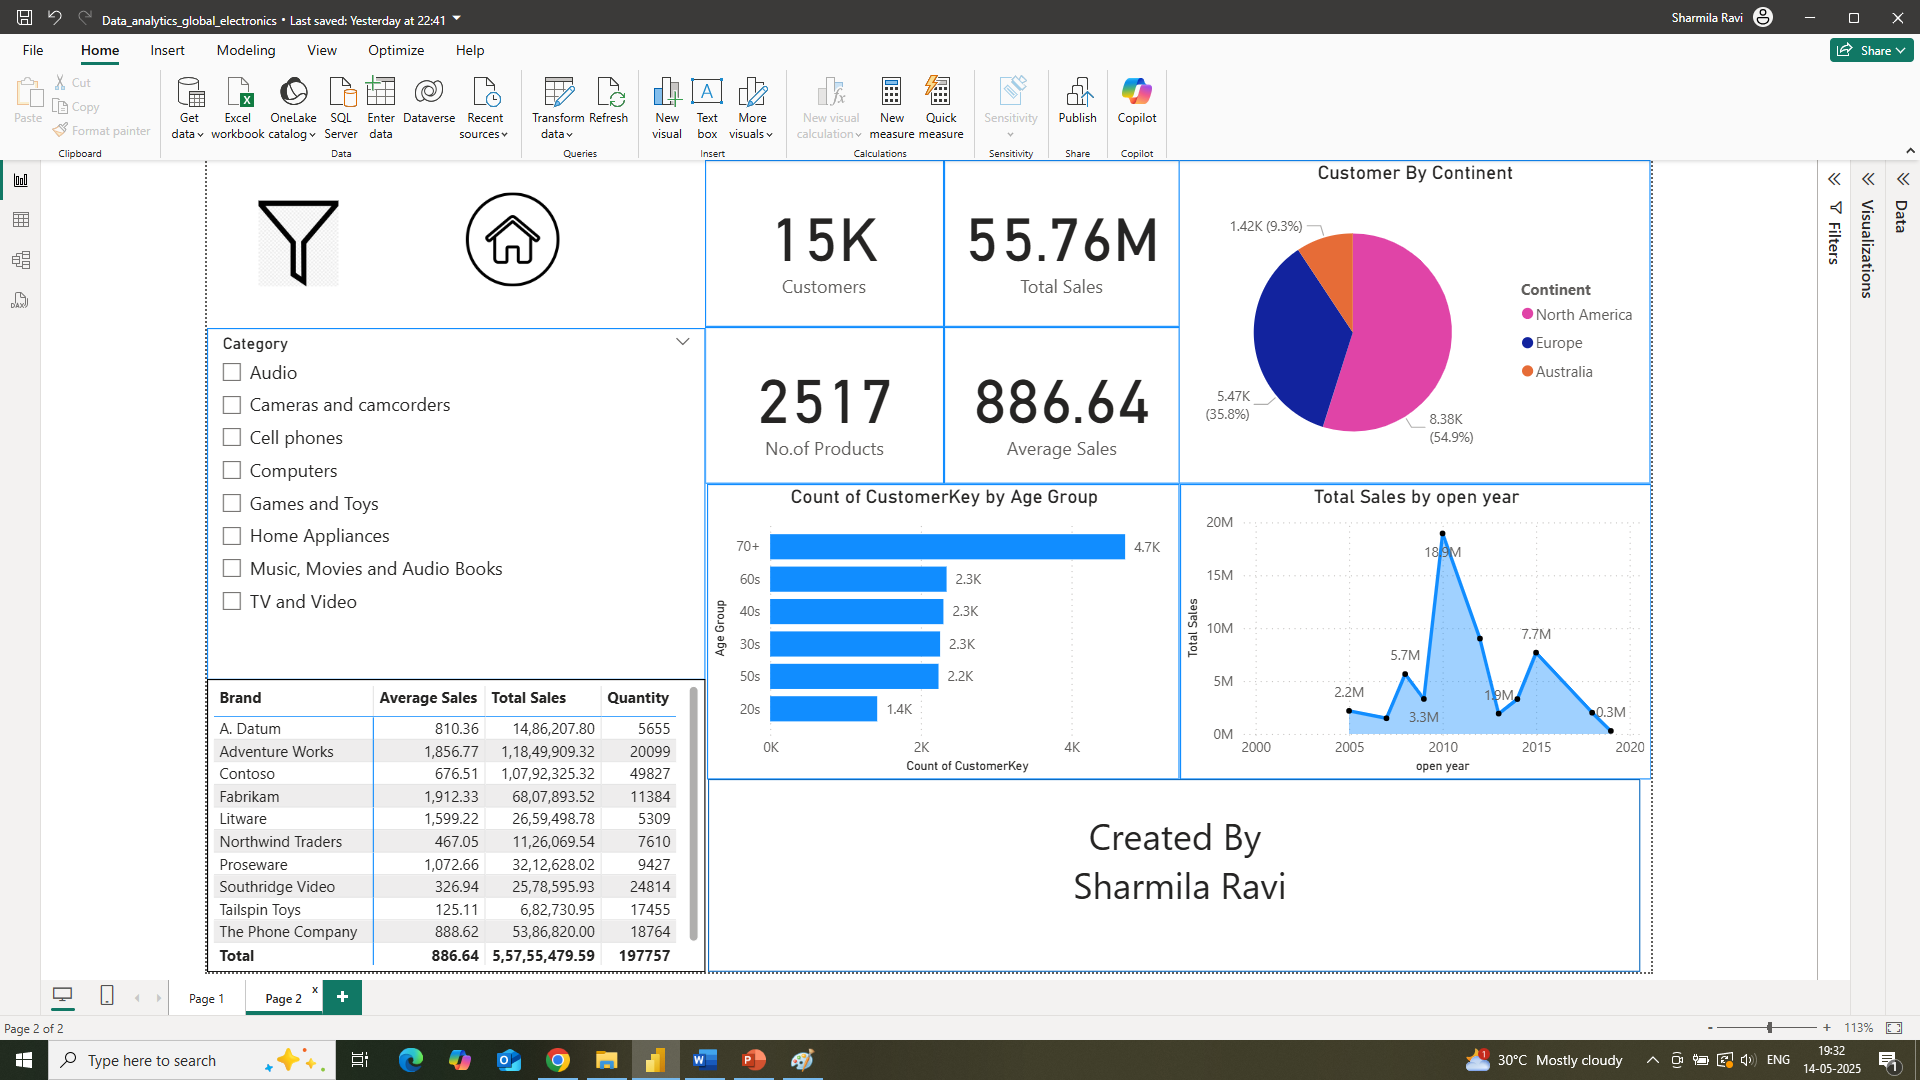 Data_analytics_global_electronics • Last saved: Yesterday at 22:41
Sharmila Ravi
File Home Insert Modeling View Optimize Help
Share
Paste
Cut
Copy
Format painter
Clipboard
Get data
Excel workbook
OneLake catalog
SQL Server
Enter data
Dataverse
Recent sources
Data
Transform data
Refresh
Queries
New visual
Text box
More visuals
Insert
New visual calculation
New measure
Quick measure
Calculations
Sensitivity
Sensitivity
Publish
Share
Copilot
Copilot
DAX
15K
Customers
55.76M
Total Sales
2517
No.of Products
886.64
Average Sales
Customer By Continent
1.42K (9.3%)
5.47K
(35.8%)
8.38K
(54.9%)
Continent
North America
Europe
Australia
Filters
Visualizations
Data
Category
Audio
Cameras and camcorders
Cell phones
Computers
Games and Toys
Home Appliances
Music, Movies and Audio Books
TV and Video
Brand Average Sales Total Sales Quantity
A. Datum 810.36 14,86,207.80 5655
Adventure Works 1,856.77 1,18,49,909.32 20099
Contoso 676.51 1,07,92,325.32 49827
Fabrikam 1,912.33 68,07,893.52 11384
Litware 1,599.22 26,59,498.78 5309
Northwind Traders 467.05 11,26,069.54 7610
Proseware 1,072.66 32,12,628.02 9427
Southridge Video 326.94 25,78,595.93 24814
Tailspin Toys 125.11 6,82,730.95 17455
The Phone Company 888.62 53,86,820.00 18764
Total 886.64 5,57,55,479.59 197757
Count of CustomerKey by Age Group
Age Group
70+ 4.7K
60s 2.3K
40s 2.3K
30s 2.3K
50s 2.2K
20s 1.4K
0K 2K 4K
Count of CustomerKey
Total Sales by open year
Total Sales
20M
15M
10M
5M
0M
2.2M
5.7M
3.3M
18.9M
1.9M
7.7M
0.3M
2000 2005 2010 2015 2020
open year
Created By
Sharmila Ravi
Page 1
Page 2
x
+
Page 2 of 2
- + 113%
Type here to search
1
30°C Mostly cloudy
ENG
19:32
14-05-2025
1